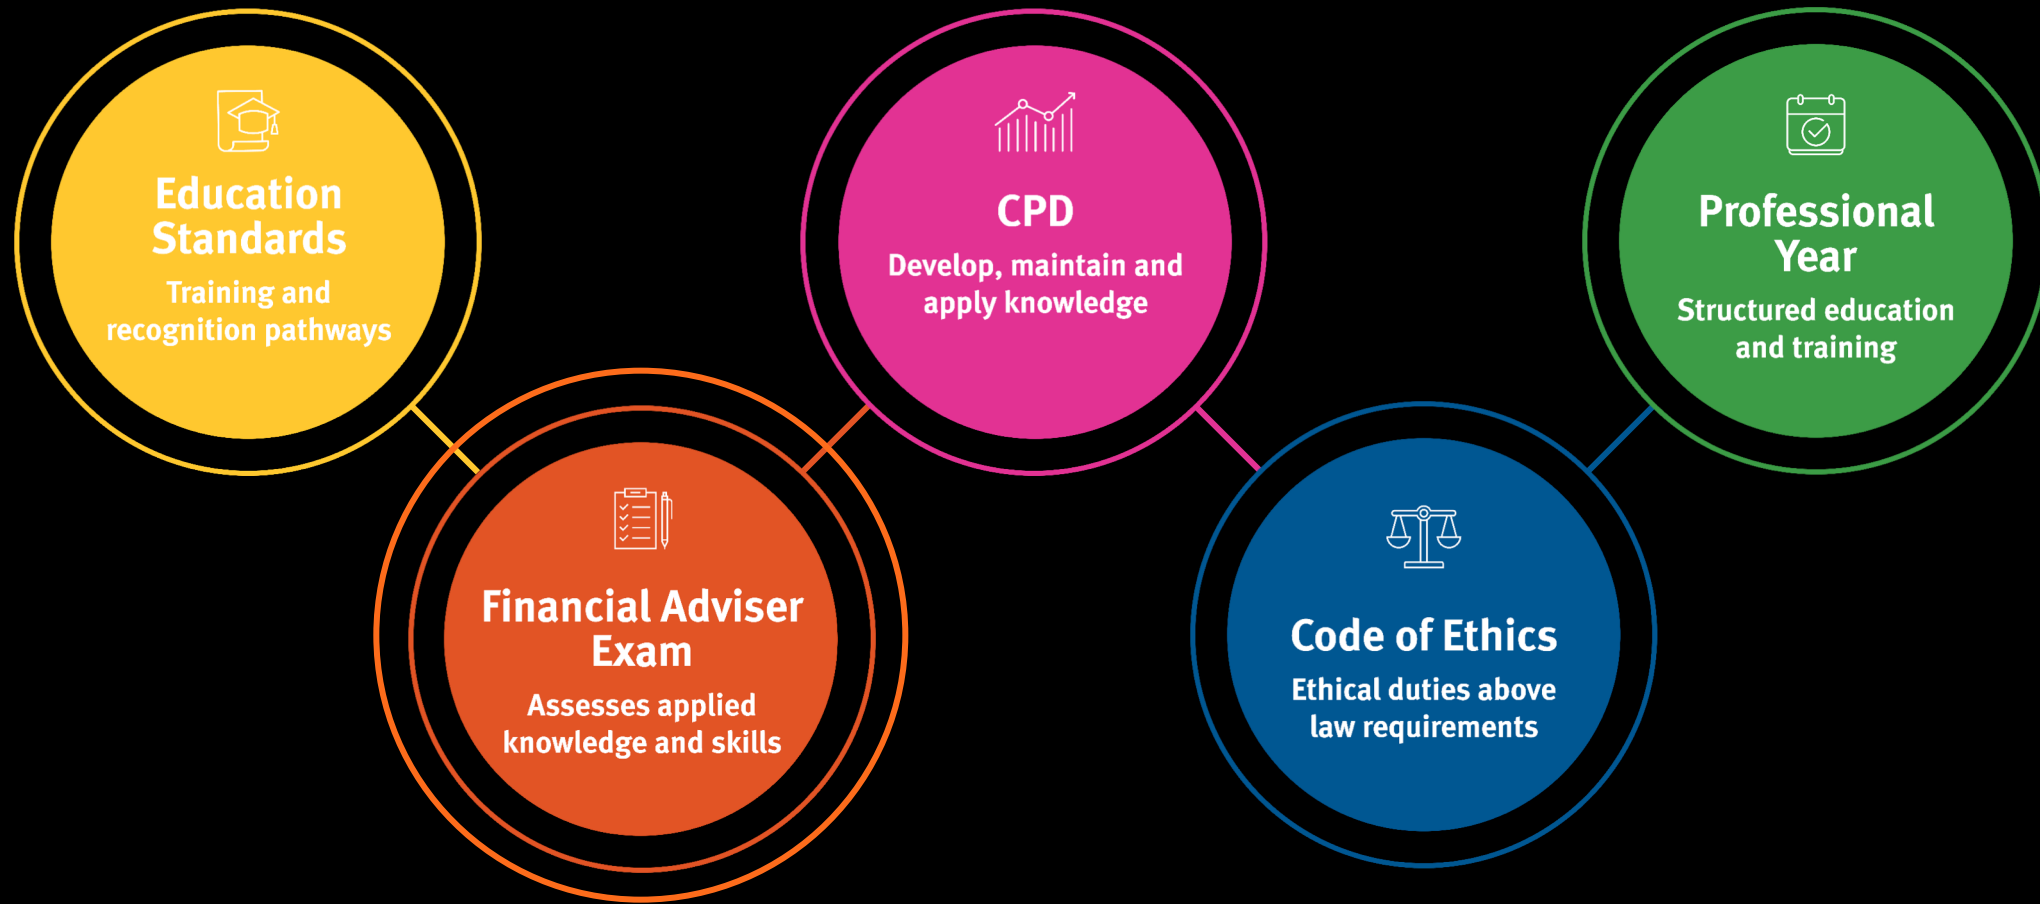 Education
Standards
Training and
recognition pathways
Financial Adviser
Exam
Assesses applied
knowledge and skills
CPD
Develop, maintain and
apply knowledge
Code of Ethics
Ethical duties above
law requirements
Professional
Year
Structured education
and training